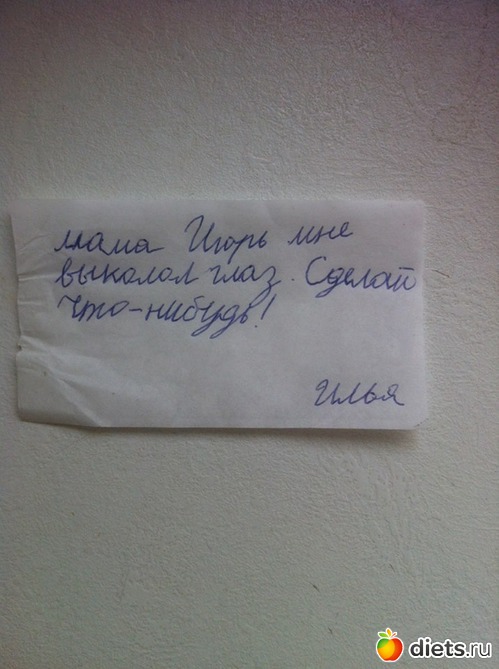 мама Игорь мне
выколол глаз. Сделай
что-нибудь!
Илья
diets.ru